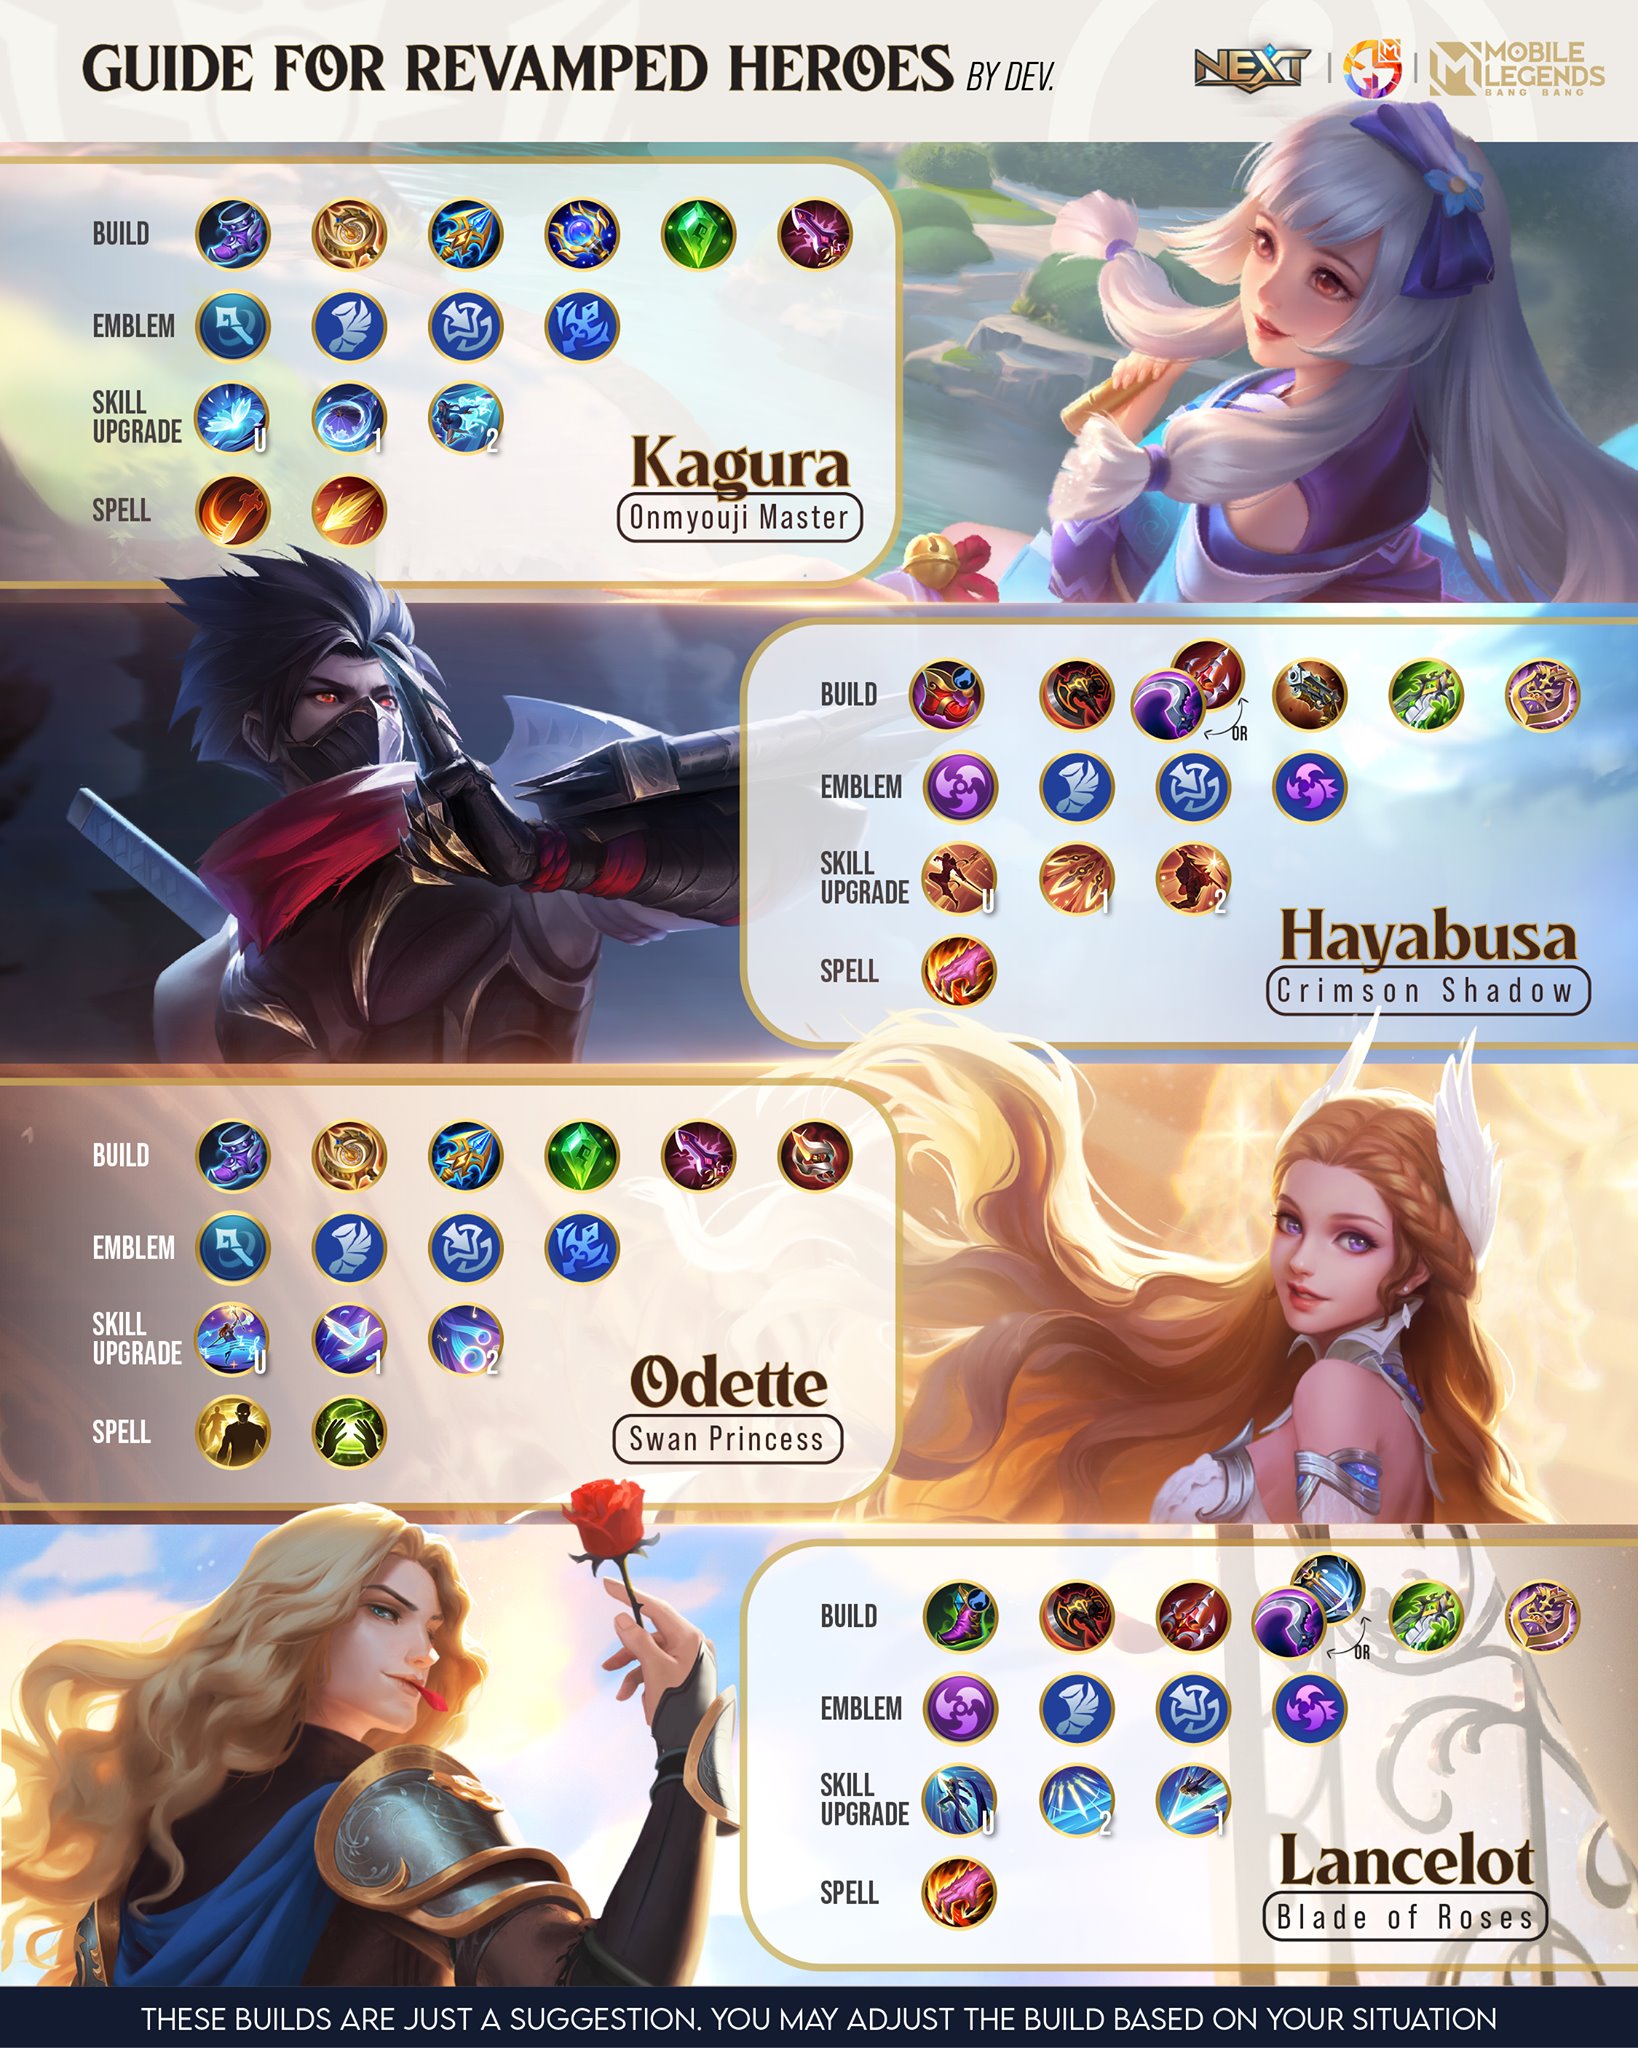 GUIDE FOR REVAMPED HEROES BY DEV.
NEXT
M
MOBILE
LEGENDS
BANG BANG
BUILD
EMBLEM
SKILL
UPGRADE
U 1 2
SPELL
Kagura
Onmyouji Master
BUILD
OR
EMBLEM
SKILL
UPGRADE
U 1 2
SPELL
Hayabusa
Crimson Shadow
BUILD
EMBLEM
SKILL
UPGRADE
U 1 2
SPELL
Odette
Swan Princess
BUILD
OR
EMBLEM
SKILL
UPGRADE
U 2 1
SPELL
Lancelot
Blade of Roses
THESE BUILDS ARE JUST A SUGGESTION. YOU MAY ADJUST THE BUILD BASED ON YOUR SITUATION